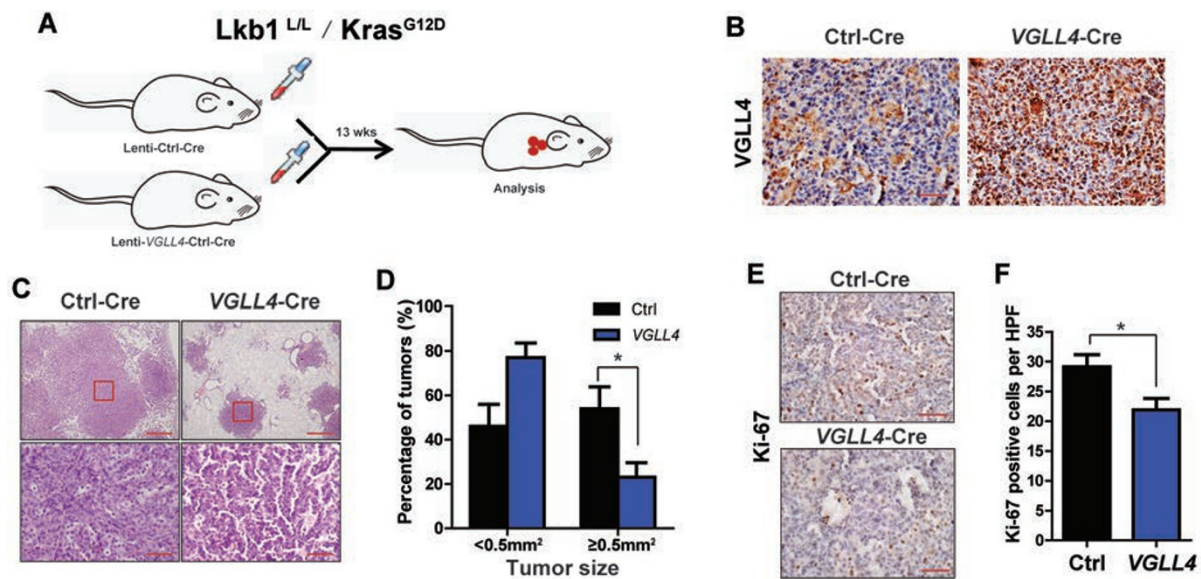 A
Lkb1 L/L / KrasG12D
Lenti-Ctrl-Cre
13 wks
Analysis
Lenti-VGLL4-Ctrl-Cre
B
Ctrl-Cre
VGLL4-Cre
VGLL4
C
Ctrl-Cre
VGLL4-Cre
D
Ctrl
VGLL4
*
Percentage of tumors (%)
100
80
60
40
20
0
<0.5mm²
≥0.5mm²
Tumor size
E
Ctrl-Cre
VGLL4-Cre
Ki-67
F
*
Ki-67 positive cells per HPF
35
30
25
20
15
10
5
0
Ctrl
VGLL4